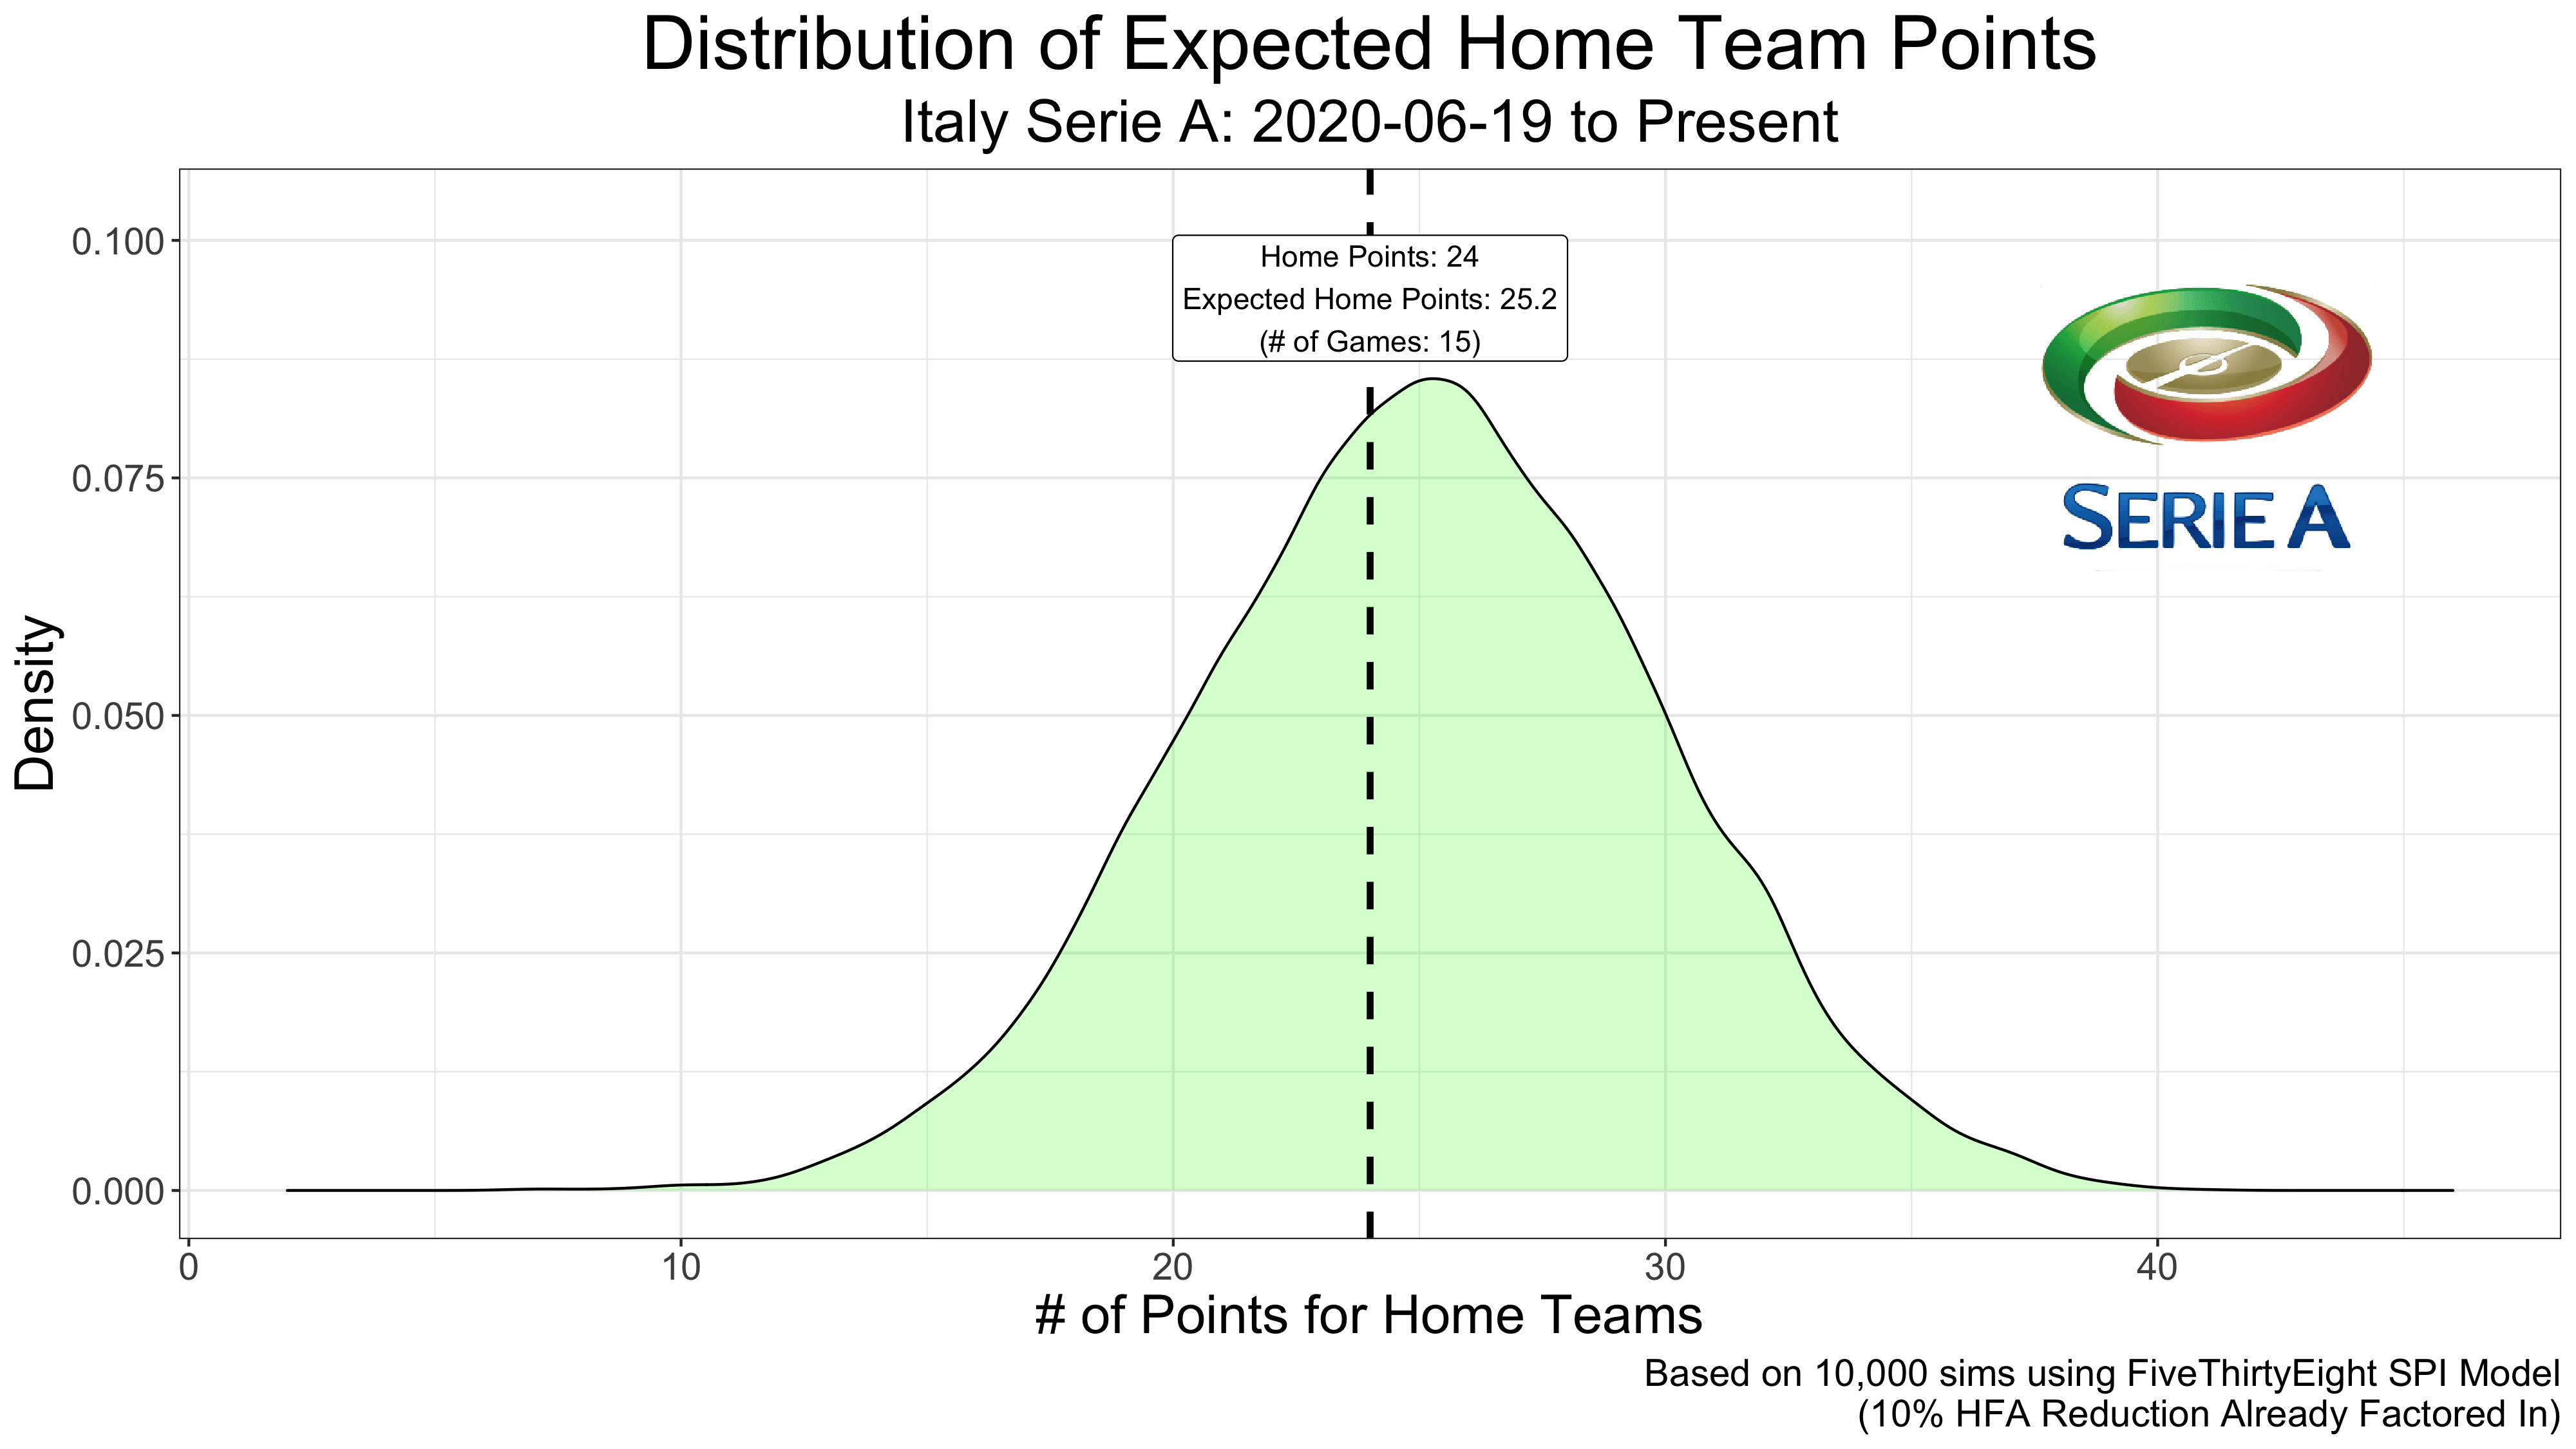 Distribution of Expected Home Team Points
Italy Serie A: 2020-06-19 to Present
Home Points: 24
Expected Home Points: 25.2
(# of Games: 15)
SERIE A
Density
0.100
0.075
0.050
0.025
0.000
0 10 20 30 40
# of Points for Home Teams
Based on 10,000 sims using FiveThirtyEight SPI Model
(10% HFA Reduction Already Factored In)